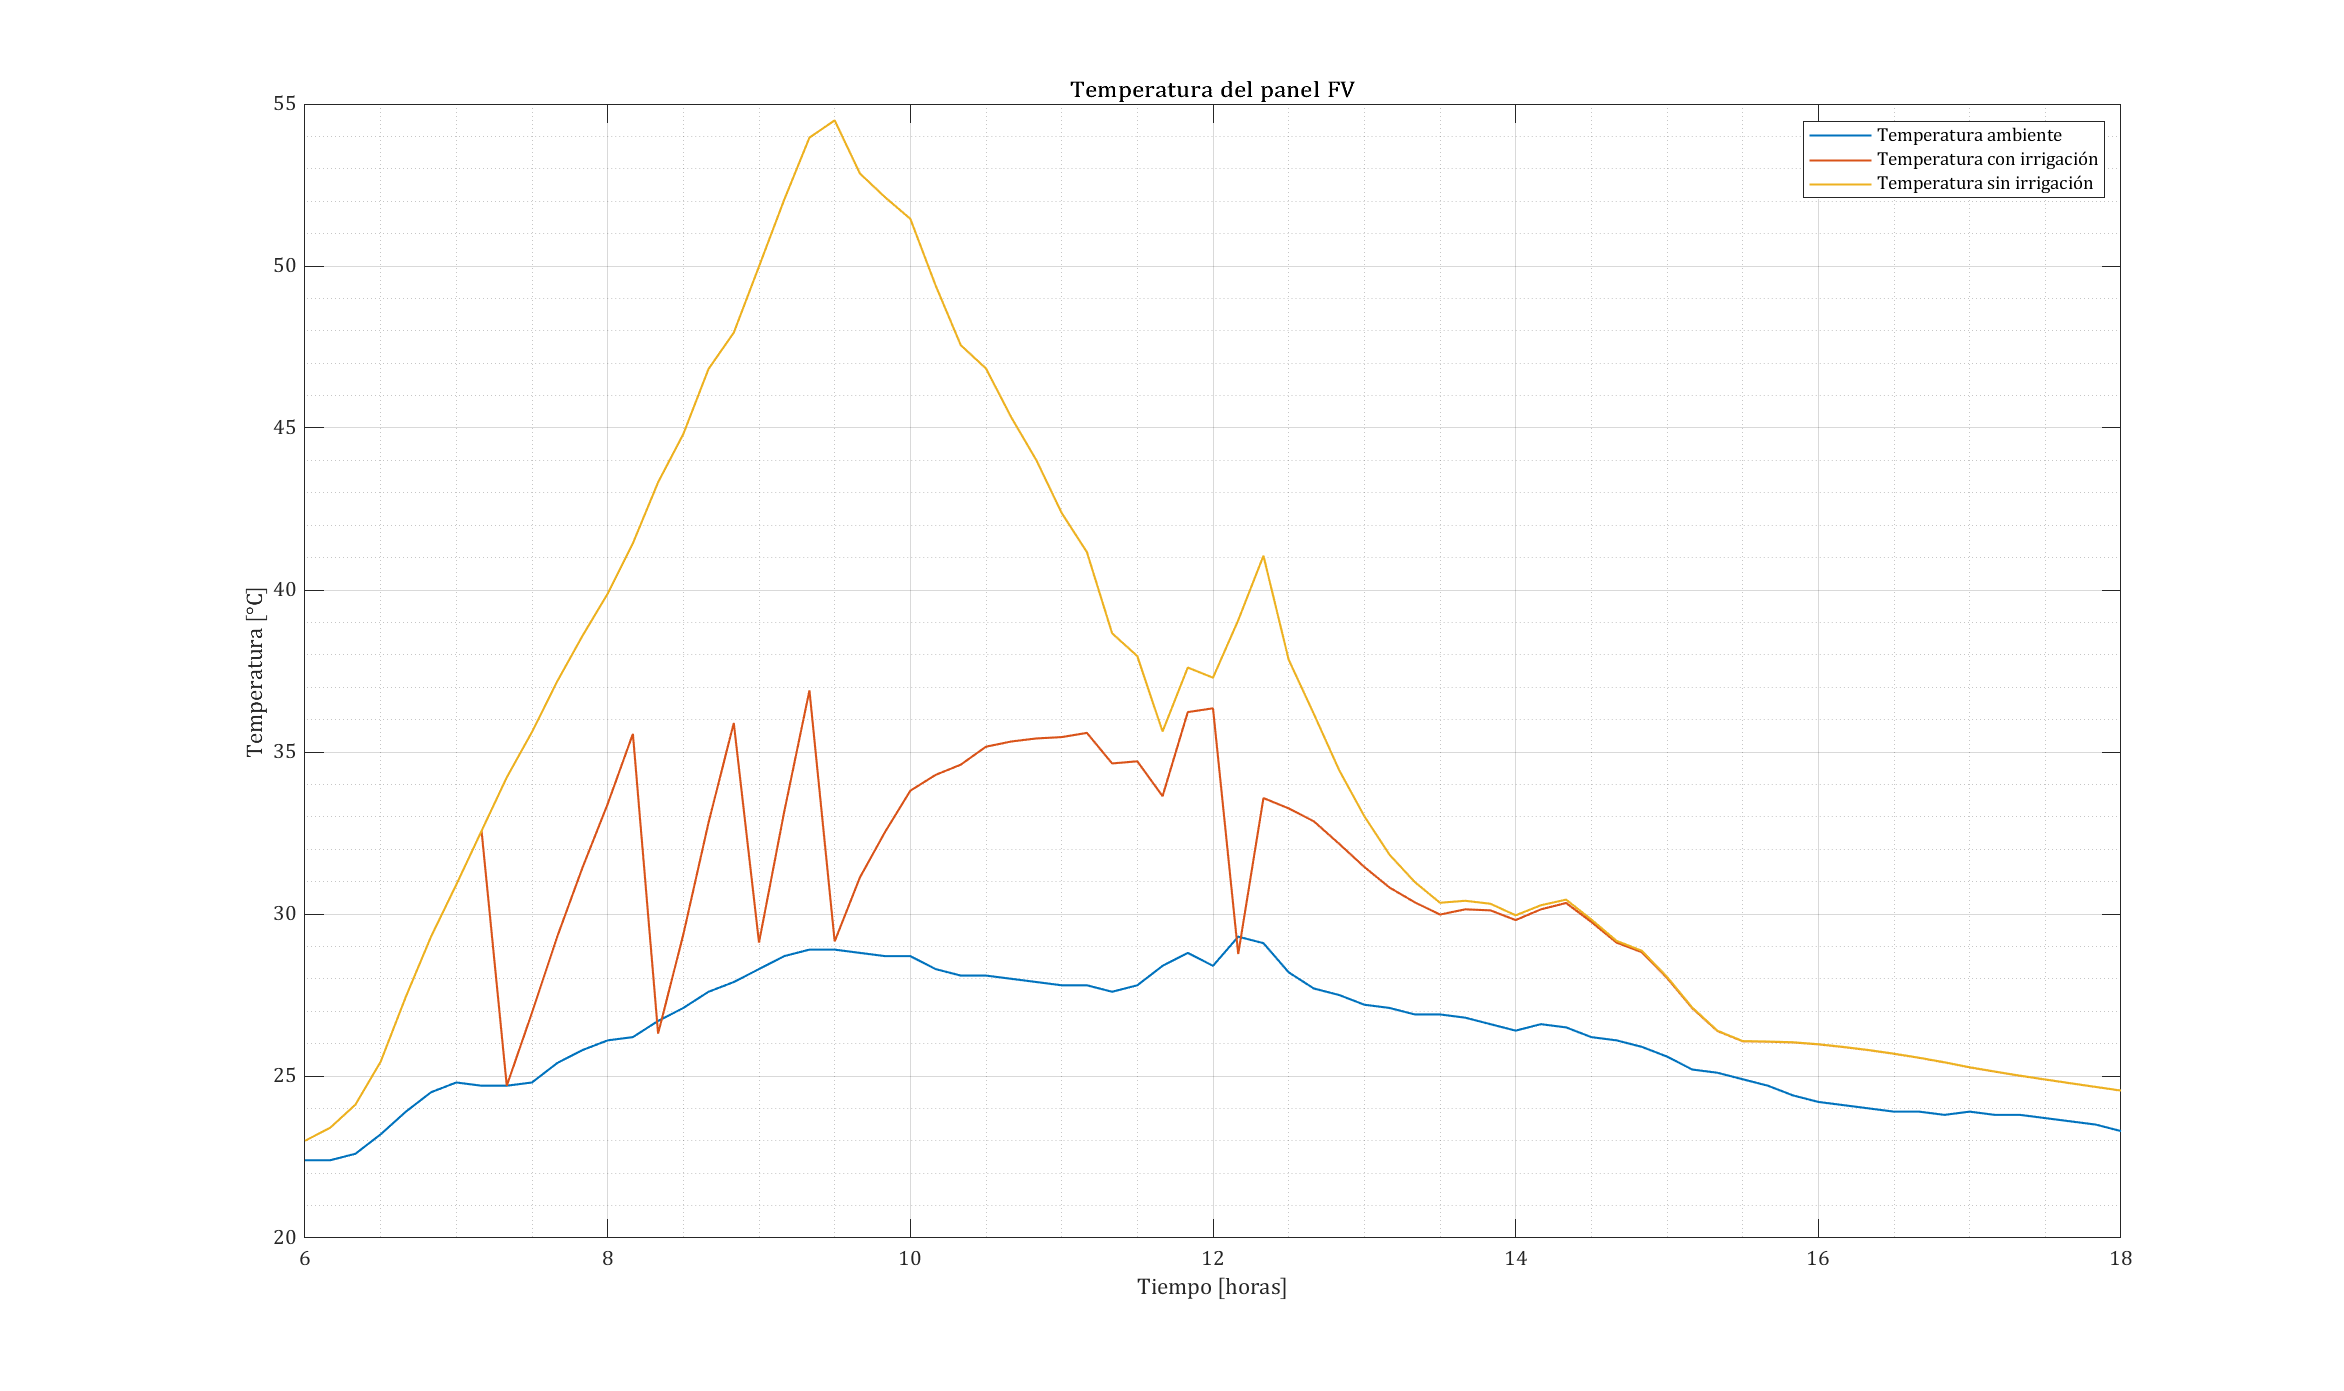 Temperatura del panel FV
Temperatura ambiente
Temperatura con irrigación
Temperatura sin irrigación
55
50
45
40
35
30
25
20
Temperatura [°C]
6 8 10 12 14 16 18
Tiempo [horas]